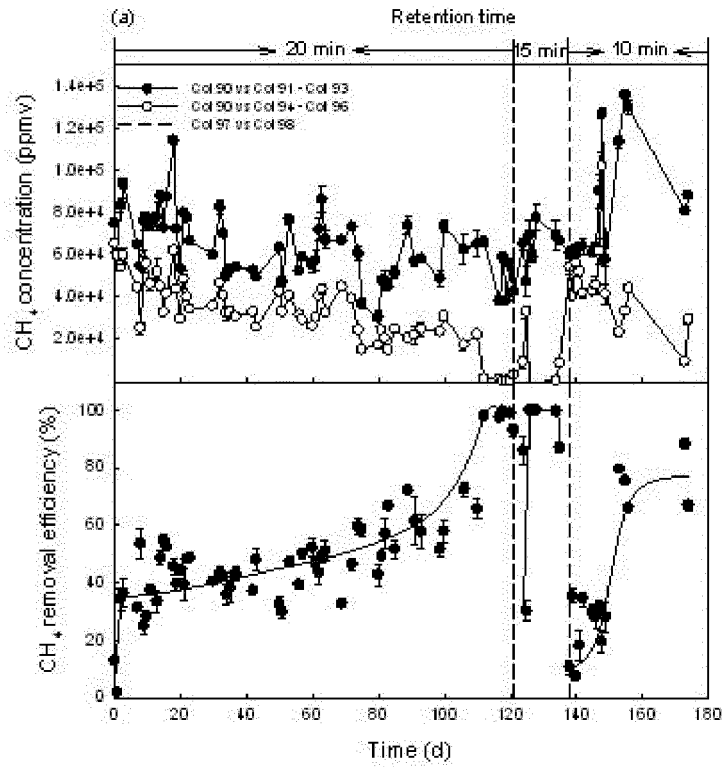 (a) Retention time
20 min 15 min 10 min
Col 90 vs Col 91 - Col 93
Col 90 vs Col 94 - Col 96
Col 97 vs Col 98
CH4 concentration (ppmv)
1.4e+5
1.2e+5
1.0e+5
8.0e+4
6.0e+4
4.0e+4
2.0e+4
CH4 removal efficiency (%)
100
80
60
40
20
0
0 20 40 60 80 100 120 140 160 180
Time (d)